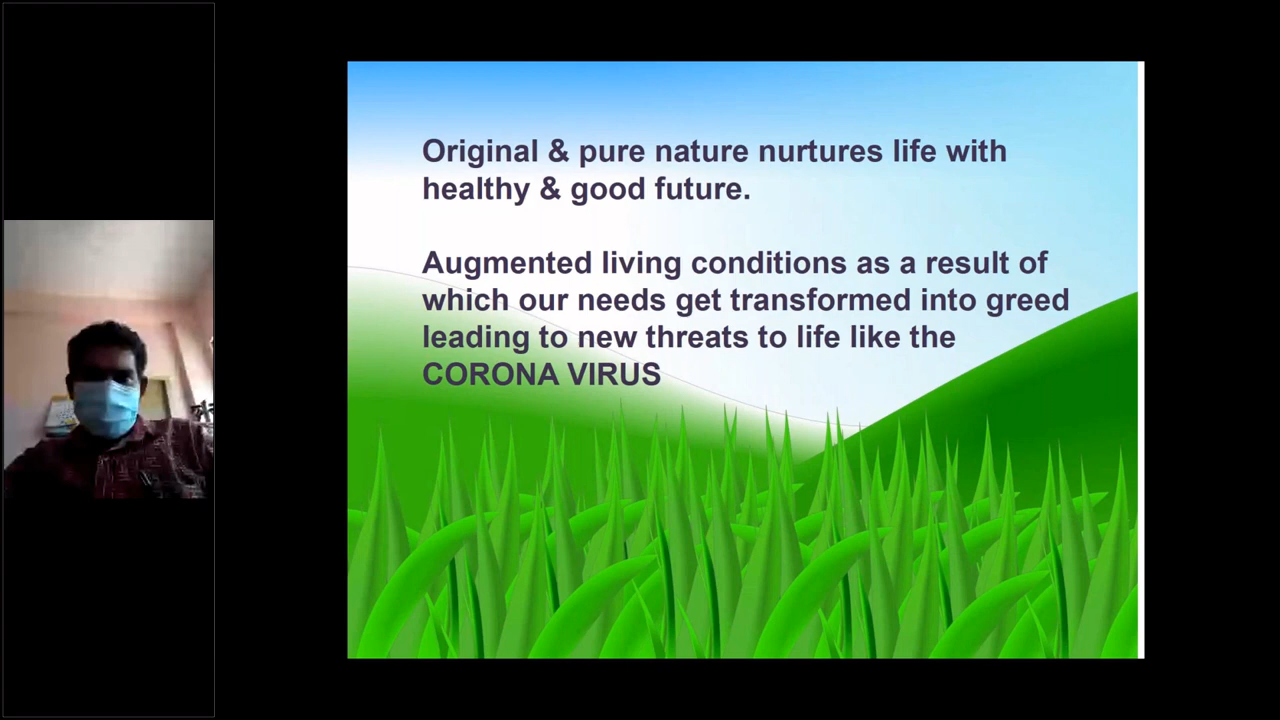 Original & pure nature nurtures life with
healthy & good future.
Augmented living conditions as a result of
which our needs get transformed into greed
leading to new threats to life like the
CORONA VIRUS